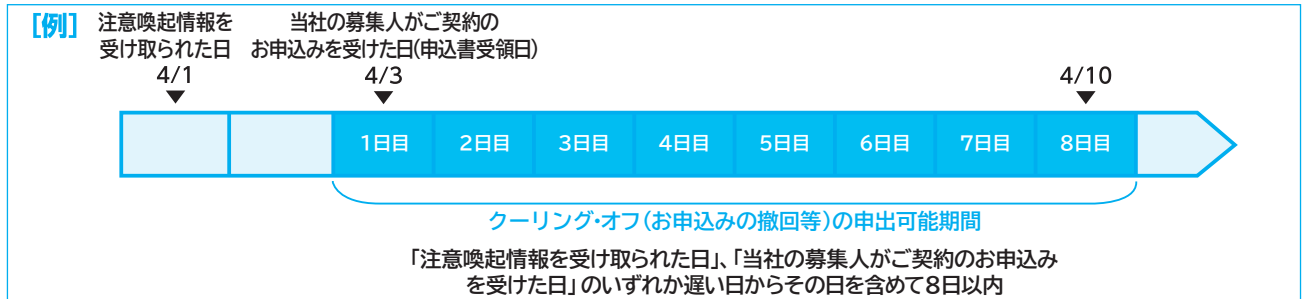 [例]
注意喚起情報を
受け取られた日
4/1
当社の募集人がご契約の
お申込みを受けた日(申込書受領日)
4/3
4/10
1日目 2日目 3日目 4日目 5日目 6日目 7日目 8日目
クーリング・オフ(お申込みの撤回等)の申出可能期間
「注意喚起情報を受け取られた日」、「当社の募集人がご契約のお申込み
を受けた日」のいずれか遅い日からその日を含めて8日以内